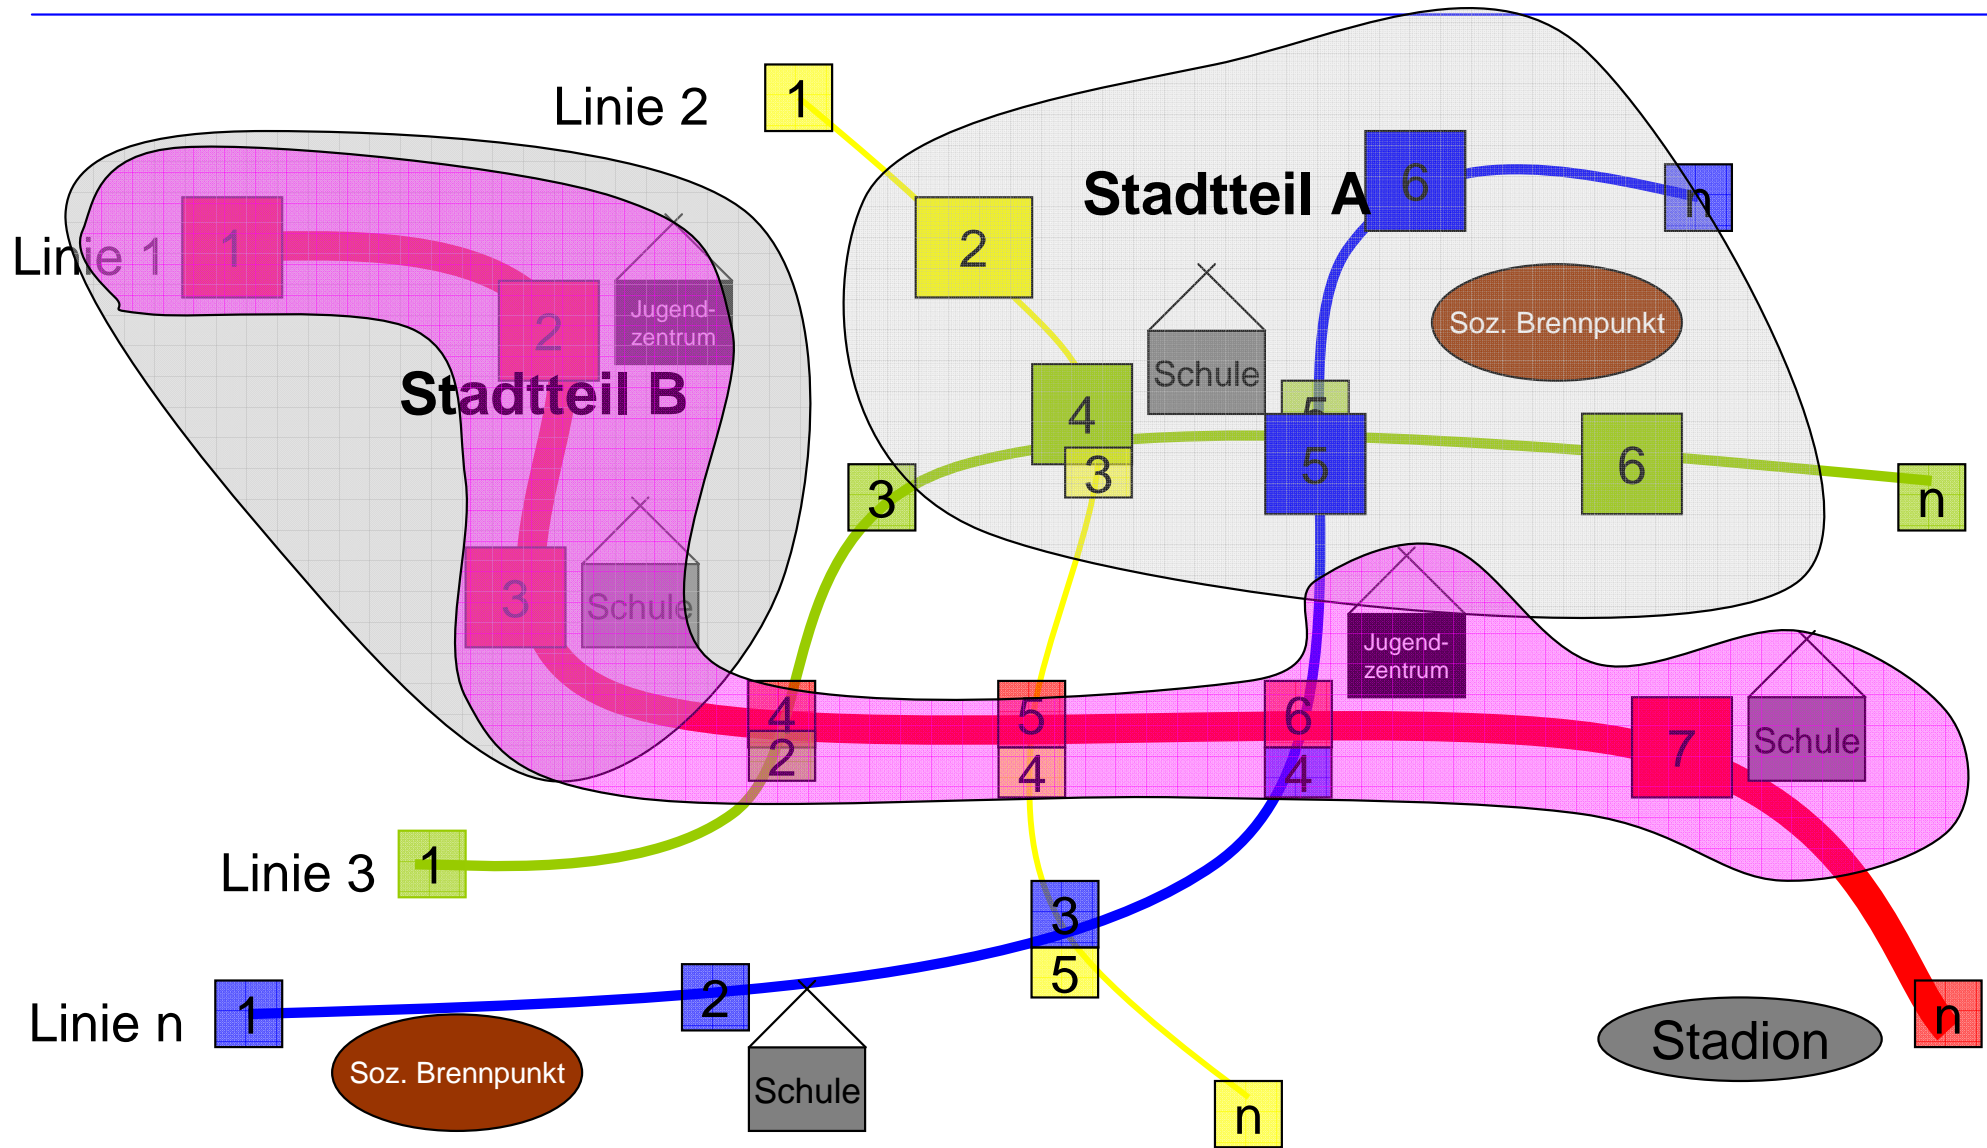 Linie 2
1
Linie 1
1
2
Jugend-
zentrum
Stadtteil B
3
Schule
Stadtteil A
2
6
n
Soz. Brennpunkt
Schule
4
3
3
5
5
6
n
Jugend-
zentrum
4
2
5
4
6
4
7
Schule
Linie 3
1
3
5
Linie n
1
2
Soz. Brennpunkt
Schule
n
Stadion
n